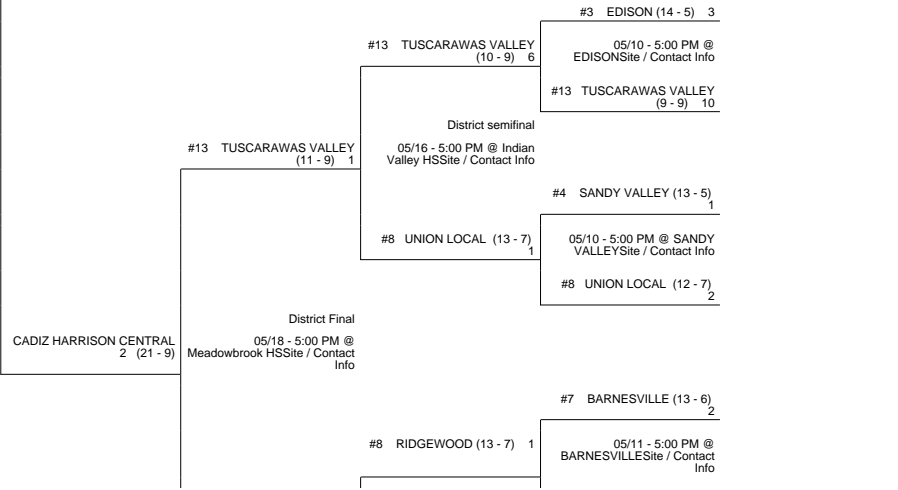 #3 EDISON (14 - 5) 3
05/10 - 5:00 PM @
EDISONSite / Contact Info
#13 TUSCARAWAS VALLEY
(10 - 9) 6
#13 TUSCARAWAS VALLEY
(9 - 9) 10
District semifinal
05/16 - 5:00 PM @ Indian
Valley HSSite / Contact Info
#13 TUSCARAWAS VALLEY
(11 - 9) 1
#4 SANDY VALLEY (13 - 5)
1
05/10 - 5:00 PM @ SANDY
VALLEYSite / Contact Info
#8 UNION LOCAL (13 - 7)
1
#8 UNION LOCAL (12 - 7)
2
District Final
05/18 - 5:00 PM @
Meadowbrook HSSite / Contact
Info
CADIZ HARRISON CENTRAL
2 (21 - 9)
#7 BARNESVILLE (13 - 6)
2
05/11 - 5:00 PM @
BARNESVILLESite / Contact
Info
#8 RIDGEWOOD (13 - 7) 1